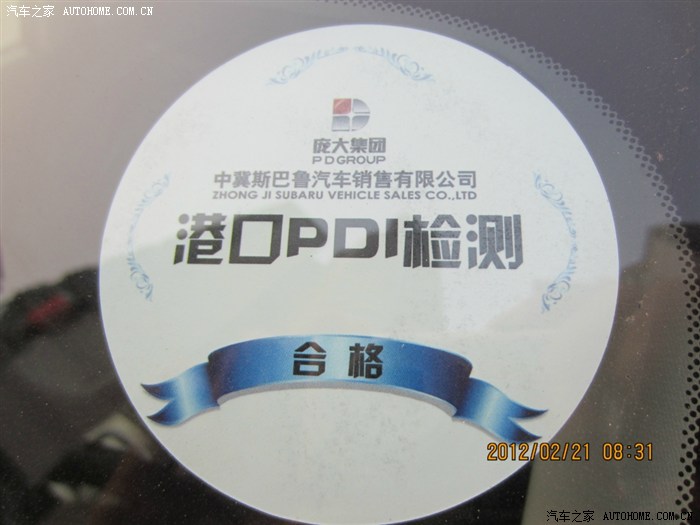 汽车之家 AUTOHOME.COM.CN
庞大集团
PDGROUP
中冀斯巴鲁汽车销售有限公司
ZHONG JI SUBARU VEHICLE SALES CO.,LTD
港口PDI检测
合格
2012/02/21 08:31
汽车之家 AUTOHOME.COM.CN